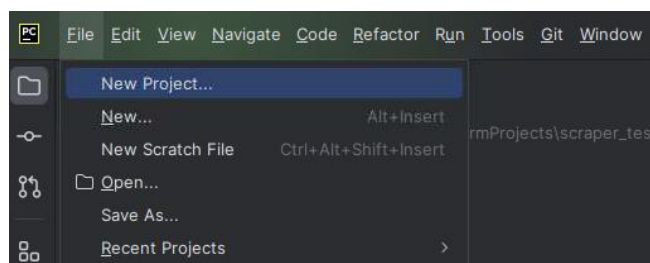 PC File Edit View Navigate Code Refactor Run Tools Git Window
New Project...
New... Alt+Insert
rmProjects\scraper_tes
New Scratch File Ctrl+Alt+Shift+Insert
Open...
Save As...
Recent Projects